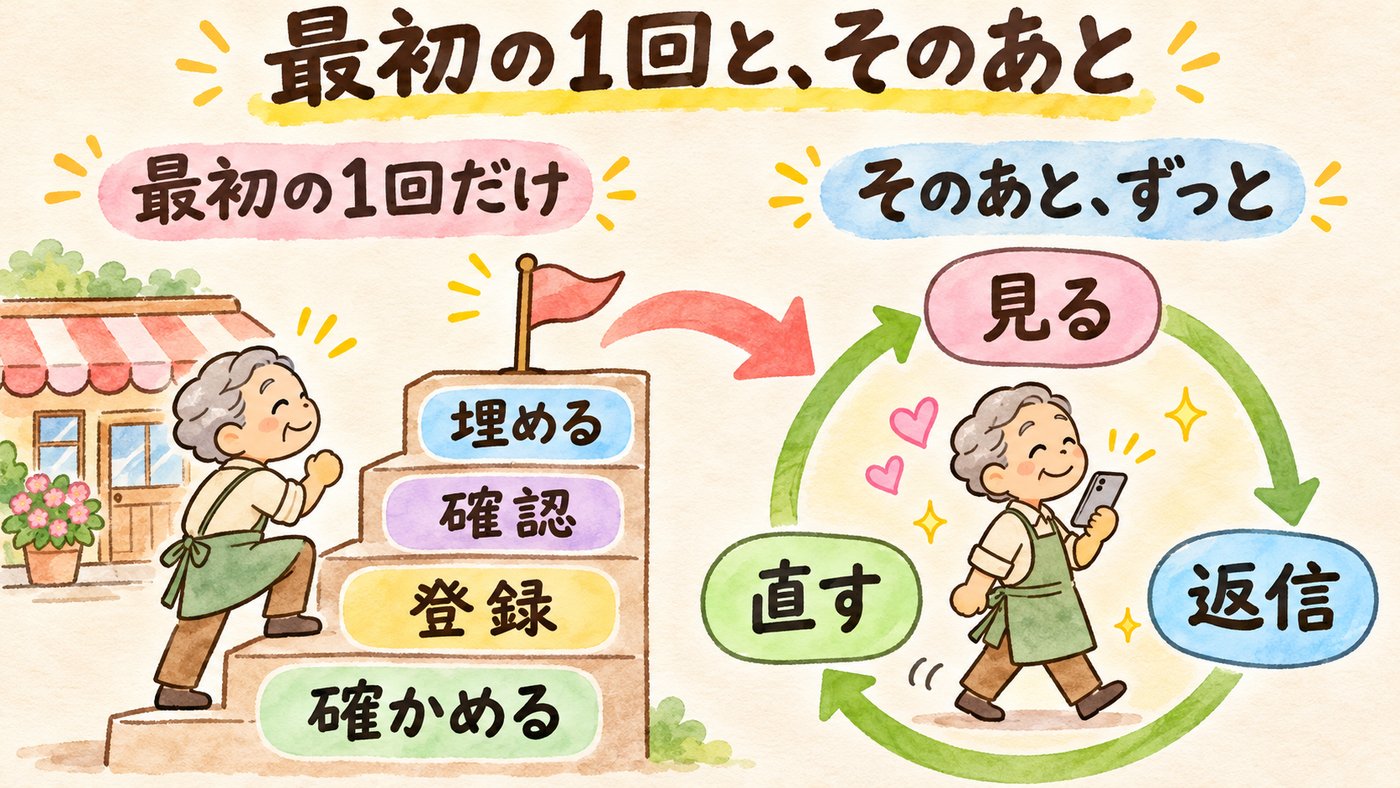 最初の1回と、そのあと
最初の1回だけ
そのあと、ずっと
埋める
確認
登録
確かめる
見る
返信
直す